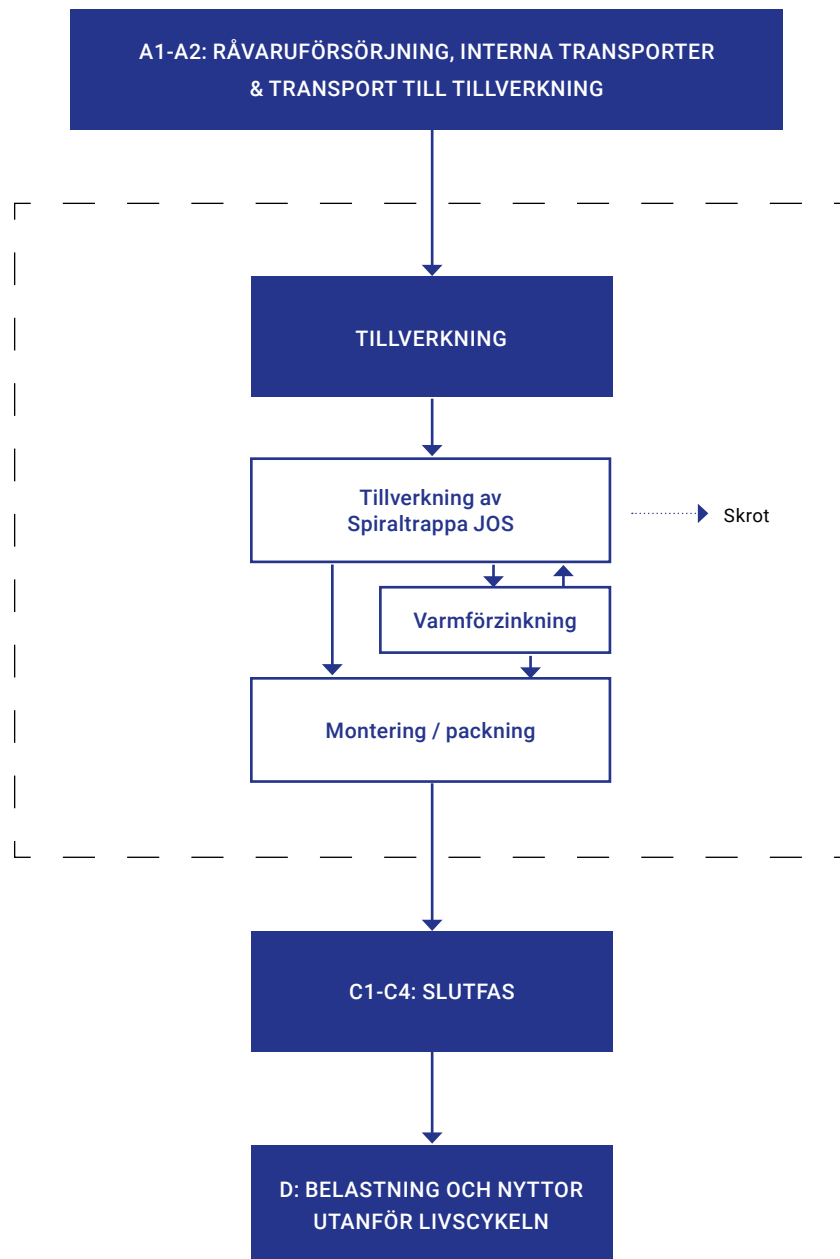 A1-A2: RÅVARUFÖRSÖRJNING, INTERNA TRANSPORTER
& TRANSPORT TILL TILLVERKNING
TILLVERKNING
Tillverkning av
Spiraltrappa JOS
Skrot
Varmförzinkning
Montering / packning
C1-C4: SLUTFAS
D: BELASTNING OCH NYTTOR
UTANFÖR LIVSCYKELN